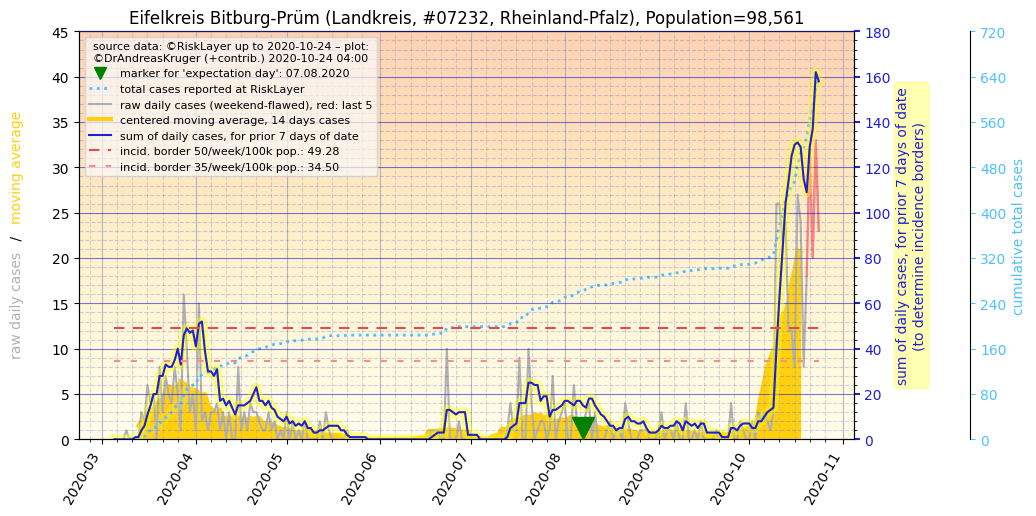 Eifelkreis Bitburg-Prüm (Landkreis, #07232, Rheinland-Pfalz), Population=98,561
source data: ©RiskLayer up to 2020-10-24 – plot:
©DrAndreasKruger (+contrib.) 2020-10-24 04:00
marker for 'expectation day': 07.08.2020
total cases reported at RiskLayer
raw daily cases (weekend-flawed), red: last 5
centered moving average, 14 days cases
sum of daily cases, for prior 7 days of date
incid. border 50/week/100k pop.: 49.28
incid. border 35/week/100k pop.: 34.50
raw daily cases / moving average
45
40
35
30
25
20
15
10
5
0
2020-03
2020-04
2020-05
2020-06
2020-07
2020-08
2020-09
2020-10
2020-11
180
160
140
120
100
80
60
40
20
0
sum of daily cases, for prior 7 days of date
(to determine incidence borders)
720
640
560
480
400
320
240
160
80
0
cumulative total cases